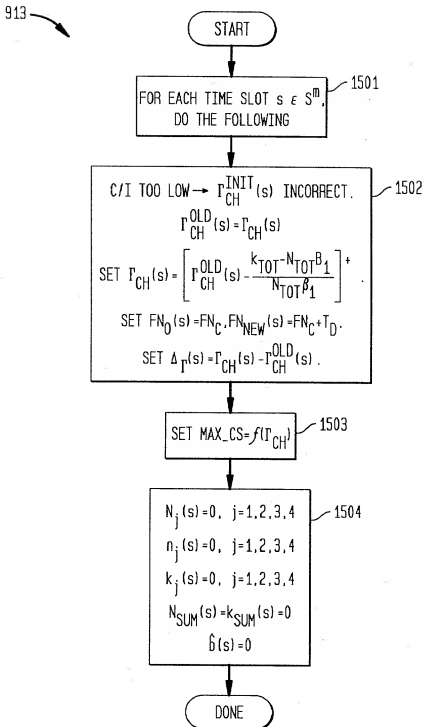 913
START
FOR EACH TIME SLOT s ε S^m,
DO THE FOLLOWING
1501
C/I TOO LOW → Γ_CH^INIT(s) INCORRECT.
Γ_CH^OLD(s)=Γ_CH(s)
SET Γ_CH(s)=[Γ_CH^OLD(s)-(k_TOT-N_TOT B_1)/(N_TOT β_1)]^+.
SET FN_O(s)=FN_C,FN_NEW(s)=FN_C+T_D.
SET Δ_Γ(s)=Γ_CH(s)-Γ_CH^OLD(s).
1502
SET MAX_CS=f(Γ_CH)
1503
N_j(s)=0, j=1,2,3,4
n_j(s)=0, j=1,2,3,4
k_j(s)=0, j=1,2,3,4
N_SUM(s)=k_SUM(s)=0
b̂(s)=0
1504
DONE